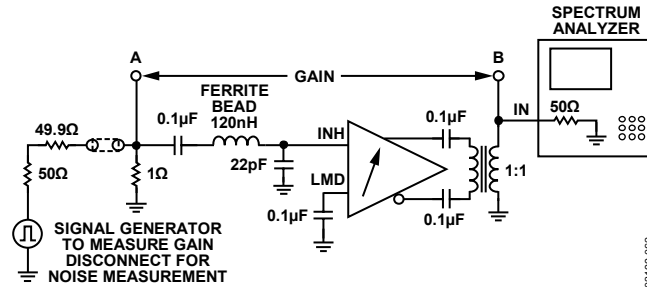 SPECTRUM
ANALYZER
A
GAIN
B
FERRITE
BEAD
120nH
0.1µF
49.9Ω
50Ω
1Ω
22pF
INH
LMD
0.1µF
0.1µF
0.1µF
1:1
IN
50Ω
SIGNAL GENERATOR
TO MEASURE GAIN
DISCONNECT FOR
NOISE MEASUREMENT